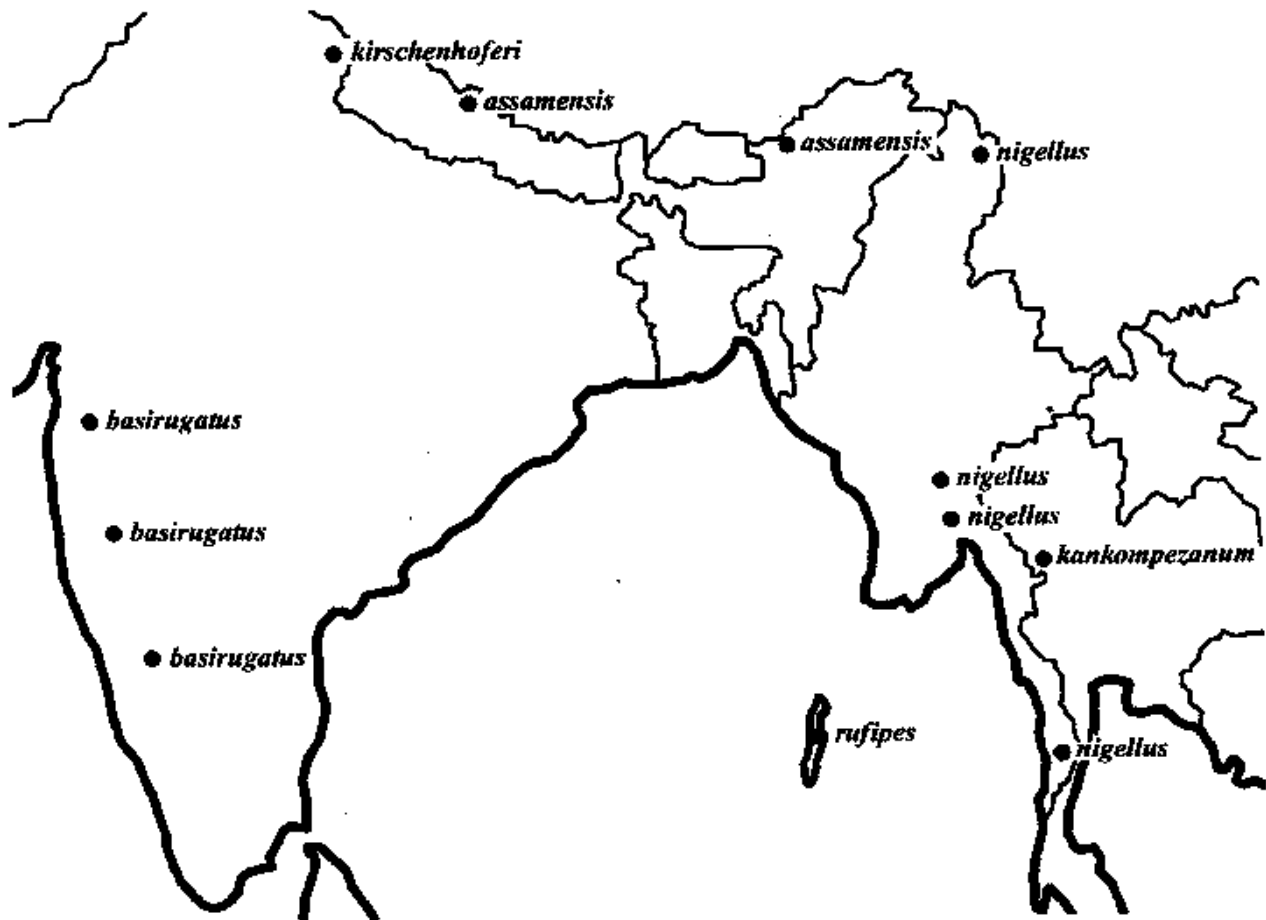 kirschenhoferi
assamensis
assamensis
nigellus
basirugatus
nigellus
nigellus
basirugatus
kankompezanum
basirugatus
rufipes
nigellus